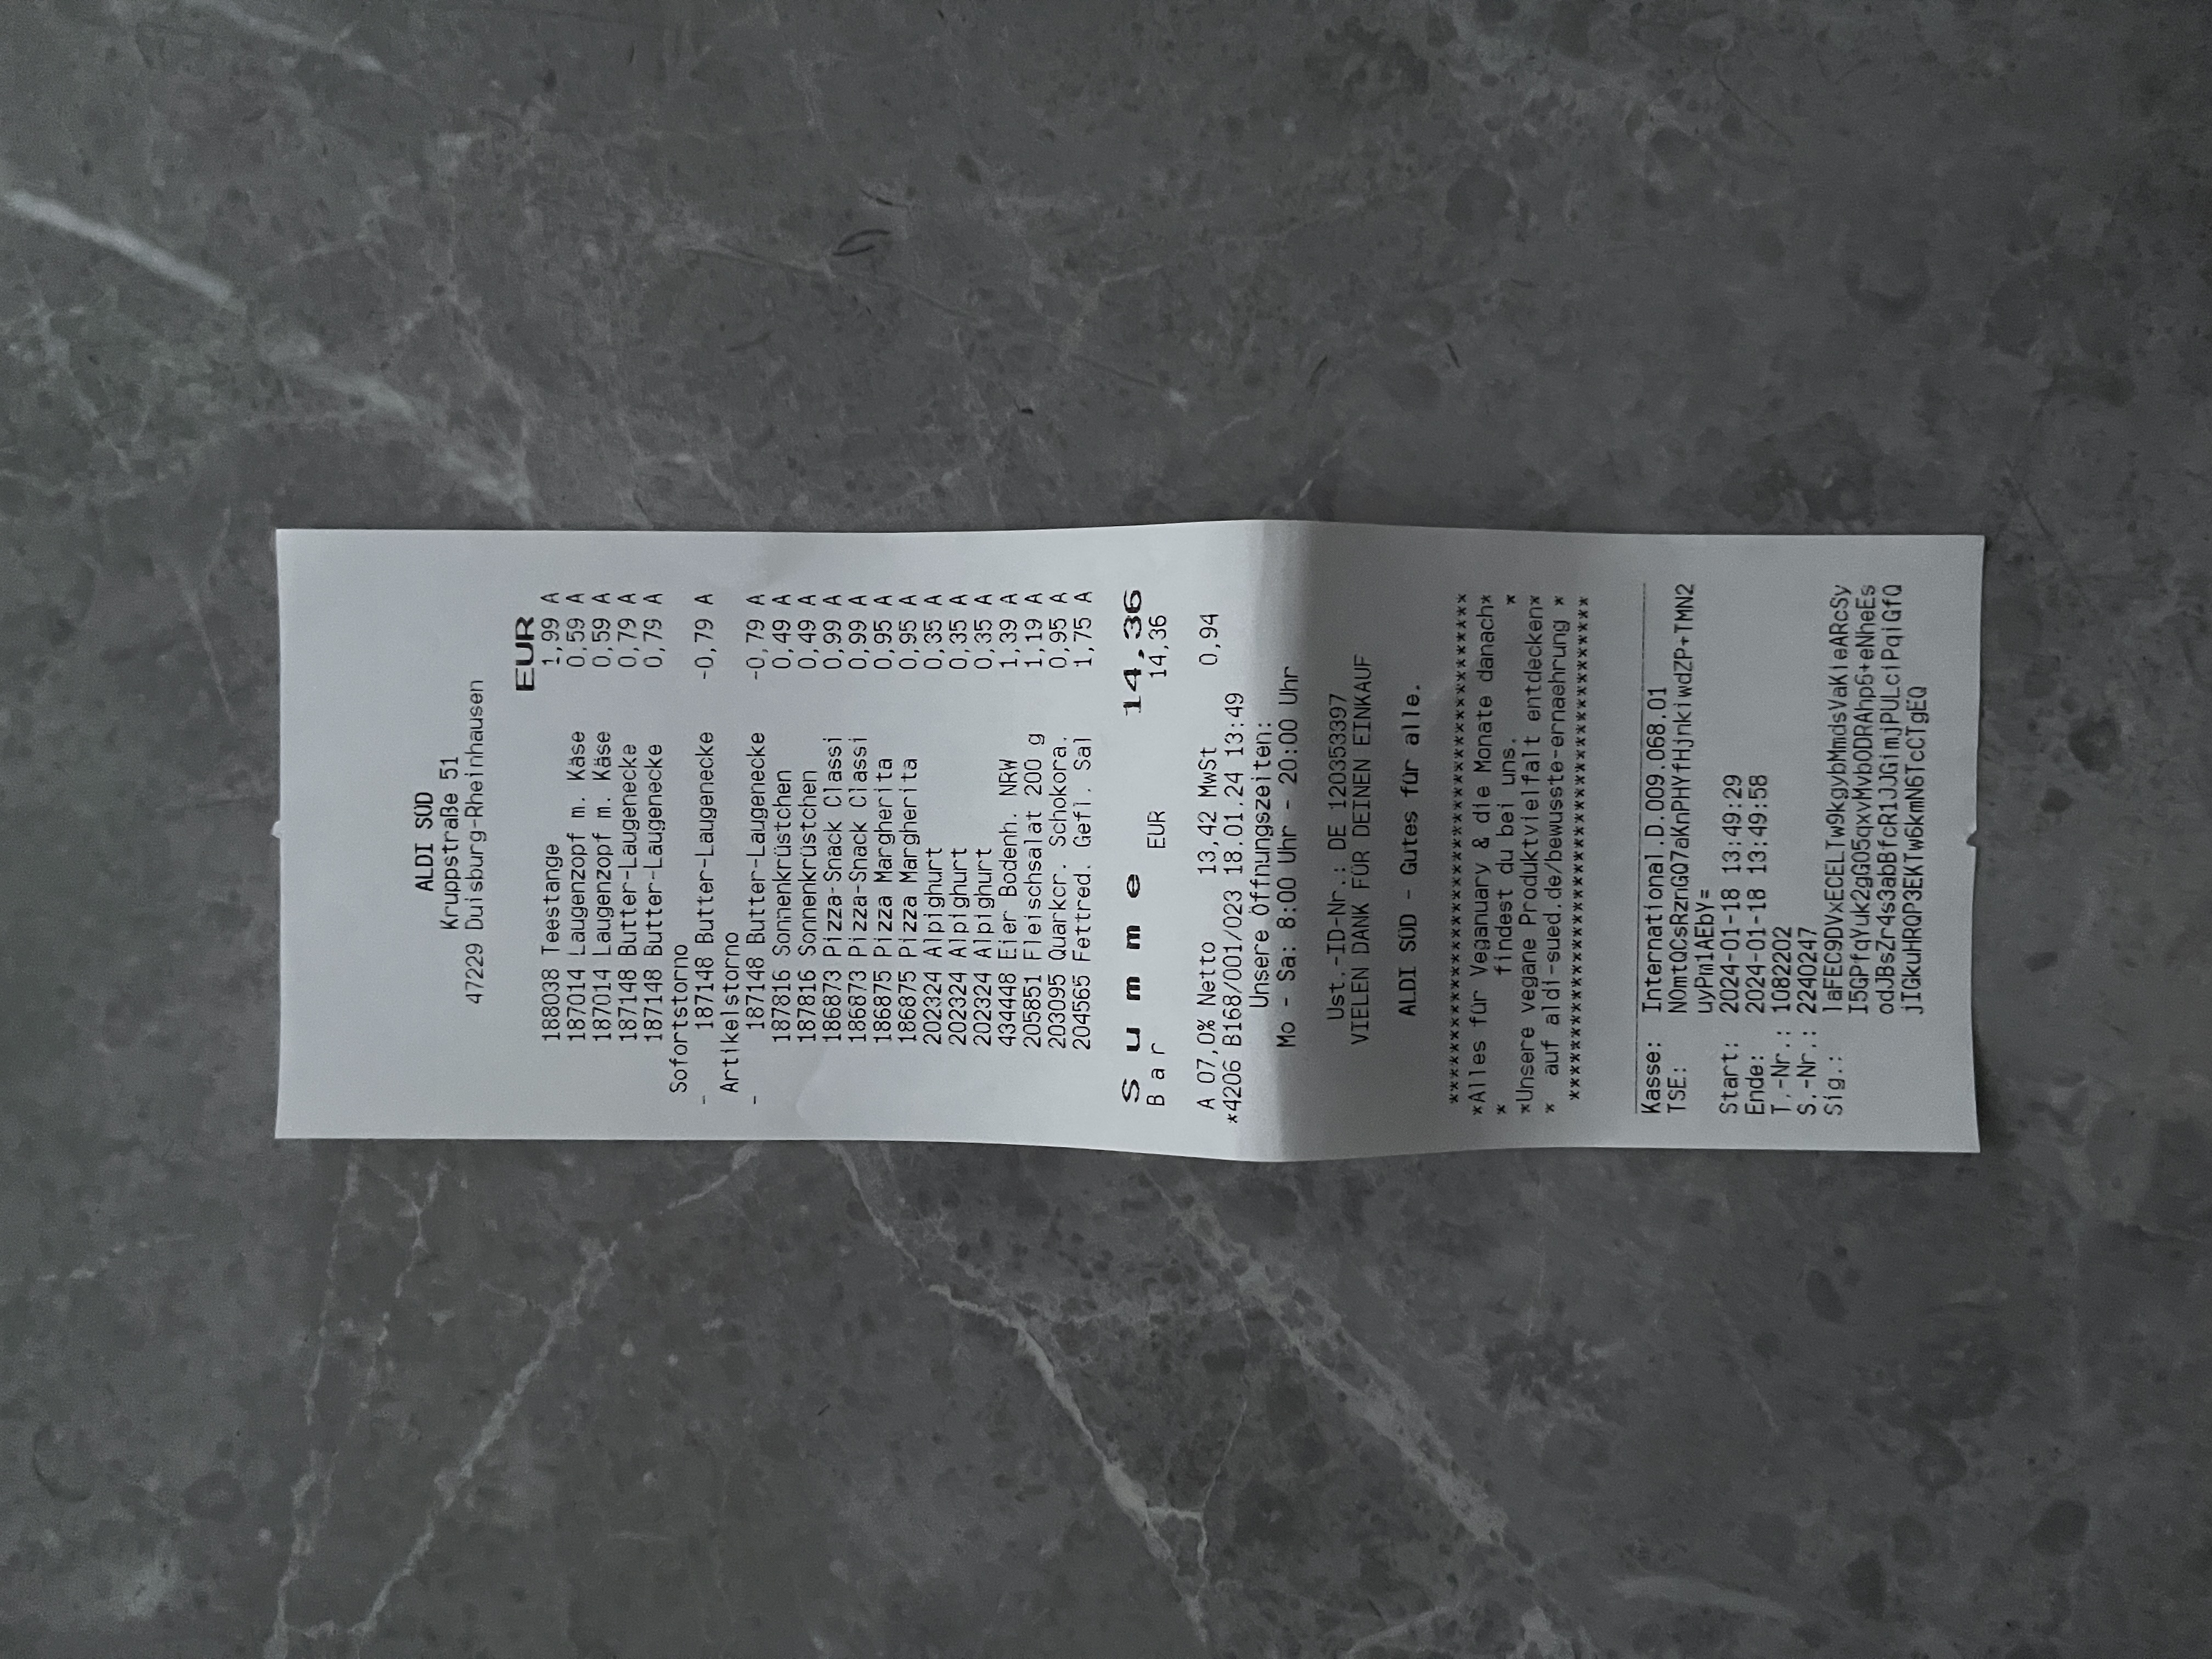 ALDI SÜD
Kruppstraße 51
47229 Duisburg-Rheinhausen
EUR
188038 Teestange 1,99 A
187014 Laugenzopf m. Käse 0,59 A
187014 Laugenzopf m. Käse 0,59 A
187148 Butter-Laugenecke 0,79 A
187148 Butter-Laugenecke 0,79 A
Sofortstorno
- 187148 Butter-Laugenecke -0,79 A
Artikelstorno
- 187148 Butter-Laugenecke -0,79 A
187816 Sonnenkrüstchen 0,49 A
187816 Sonnenkrüstchen 0,49 A
186873 Pizza-Snack Classi 0,99 A
186873 Pizza-Snack Classi 0,99 A
186875 Pizza Margherita 0,95 A
186875 Pizza Margherita 0,95 A
202324 Alpighurt 0,35 A
202324 Alpighurt 0,35 A
202324 Alpighurt 0,35 A
434448 Eier Bodenh. NRW 1,39 A
205851 Fleischsalat 200 g 1,19 A
203095 Quarkcr. Schokora. 0,95 A
204565 Fettred. Gefl. Sal 1,75 A
Summe 14,36
Bar EUR 14,36
A 07,0% Netto 13,42 MwSt 0,94
*4206 B168/001/023 18.01.24 13:49
Unsere Öffnungszeiten:
Mo - Sa: 8:00 Uhr - 20:00 Uhr
Ust.-ID-Nr.: DE 120353397
VIELEN DANK FÜR DEINEN EINKAUF
ALDI SÜD - Gutes für alle.
*****************************************
*Alles für Veganuary & die Monate danach*
* findest du bei uns. *
*Unsere vegane Produktvielfalt entdecken*
* auf aldi-sued.de/bewusste-ernaehrung *
*****************************************
Kasse: International.D.009.068.01
TSE: NOmtQCsRznGQ7aKnPHYfHjnkiwdZP+TMN2
uyPm1AEbY=
Start: 2024-01-18 13:49:29
Ende: 2024-01-18 13:49:58
T.-Nr.: 1082202
S.-Nr.: 2240247
Sig.: laFEC9DVxECELTw9kgybMmdsVaKieARcSy
I5GPfqYuk2gGO5qxvMvbODRAhp6+eNheEs
odJBsZr4s3abBfcR1JJGimjPULciPqiGfQ
jIGkuHRQP3EKTw6kmN6TcCTgEQ